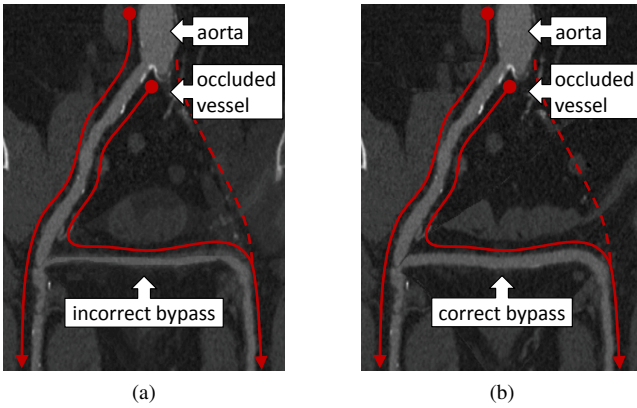 aorta
occluded
vessel
incorrect bypass
(a)
aorta
occluded
vessel
correct bypass
(b)